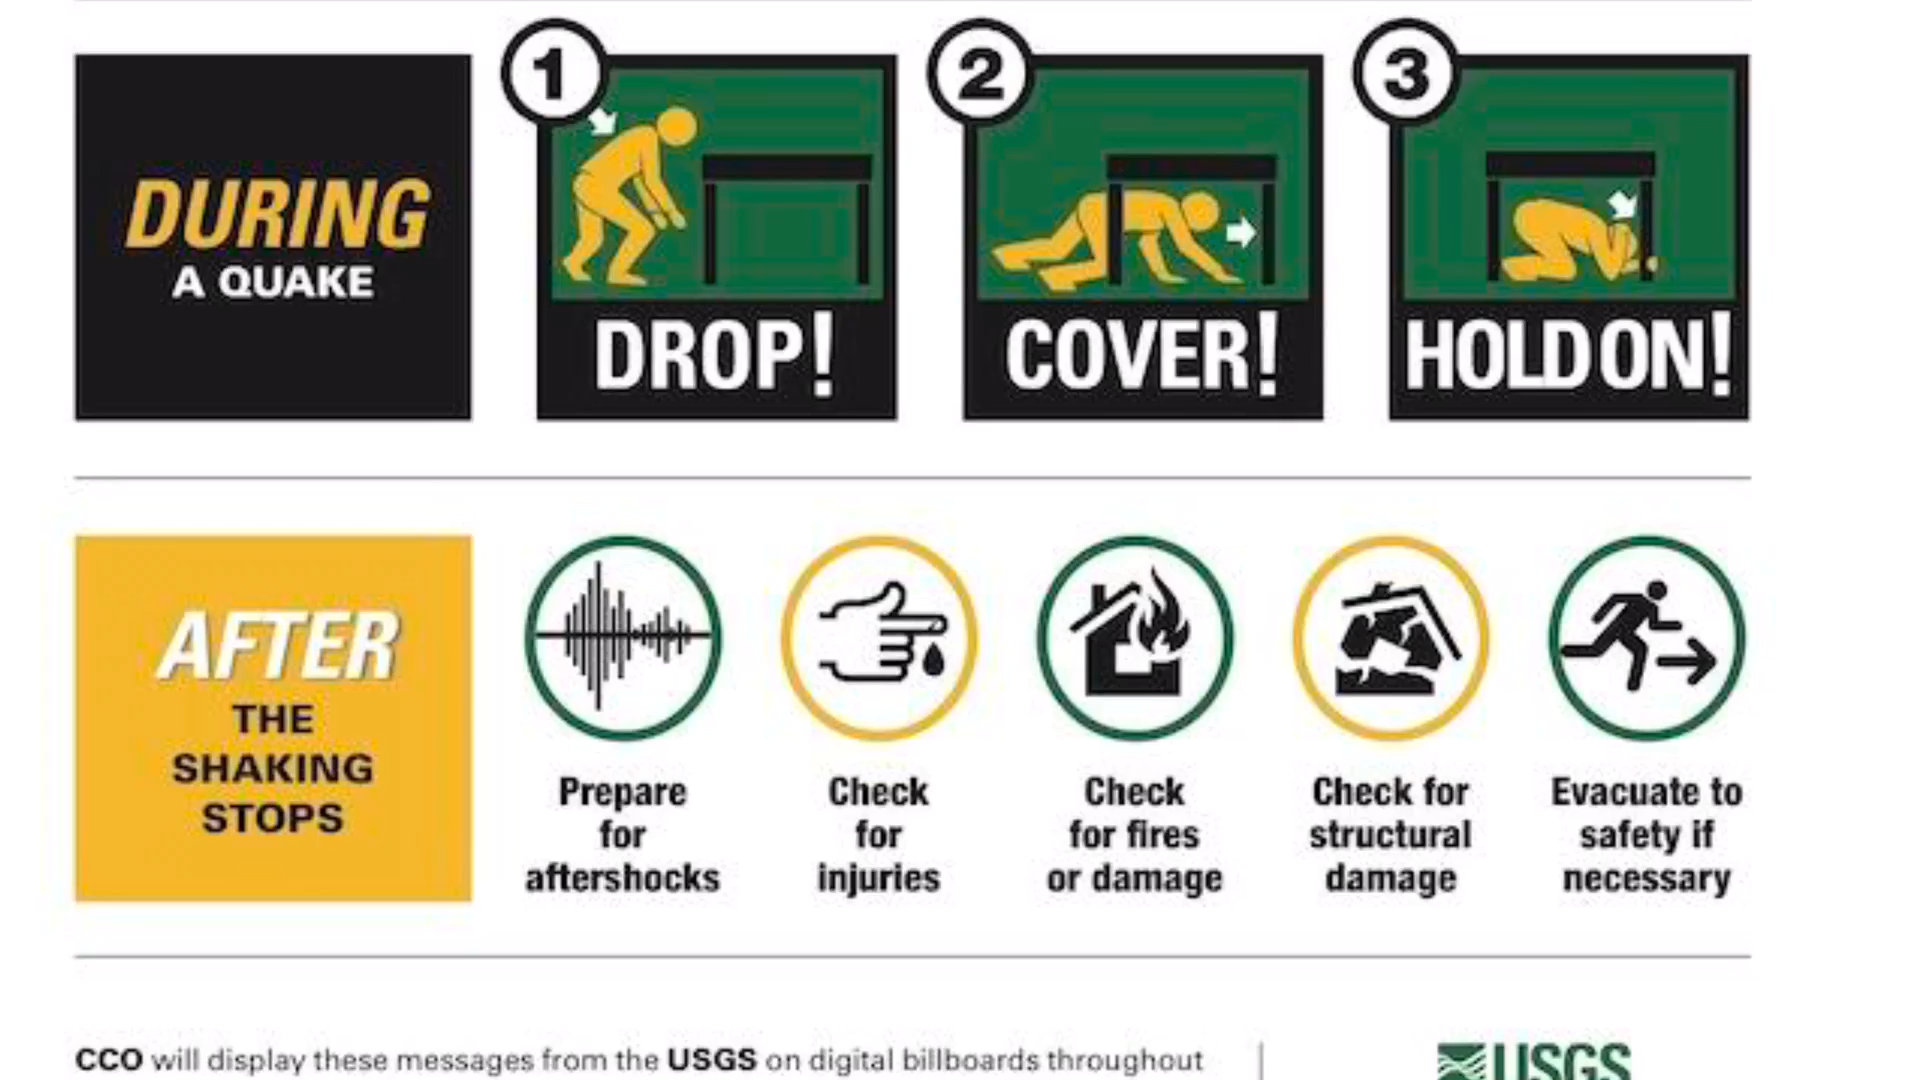 DURING
A QUAKE
1
DROP!
2
COVER!
3
HOLD ON!
AFTER
THE
SHAKING
STOPS
Prepare
for
aftershocks
Check
for
injuries
Check
for fires
or damage
Check for
structural
damage
Evacuate to
safety if
necessary
CCO will display these messages from the USGS on digital billboards throughout
USGS